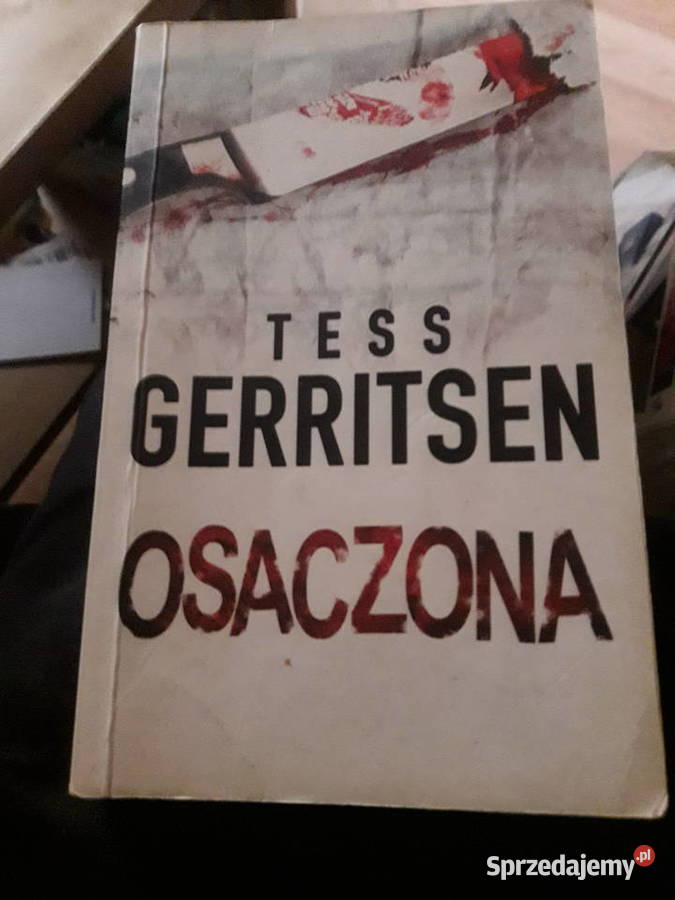 TESS
GERRITSEN
OSACZONA
Sprzedajemy.pl